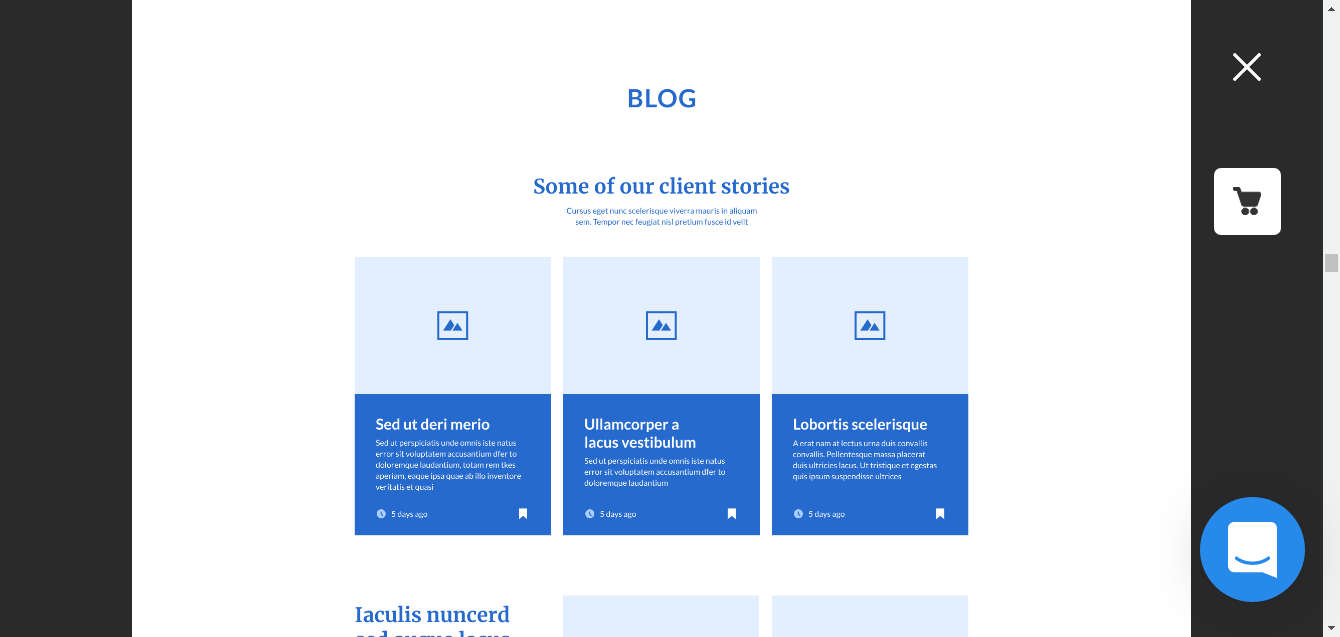 BLOG
Some of our client stories
Cursus eget nunc scelerisque viverra mauris in aliquam
sem. Tempor nec feugiat nisl pretium fusce id velit
Sed ut deri merio
Sed ut perspiciatis unde omnis iste natus
error sit voluptatem accusantium dfer to
doloremque laudantium, totam rem tkes
aperiam, eaque ipsa quae ab illo inventore
veritatis et quasi
5 days ago
Ullamcorper a
lacus vestibulum
Sed ut perspiciatis unde omnis iste natus
error sit voluptatem accusantium dfer to
doloremque laudantium
5 days ago
Lobortis scelerisque
A erat nam at lectus urna duis convallis
convallis. Pellentesque massa placerat
duis ultricies lacus. Ut tristique et egestas
quis ipsum suspendisse ultrices
5 days ago
Iaculis nuncerd